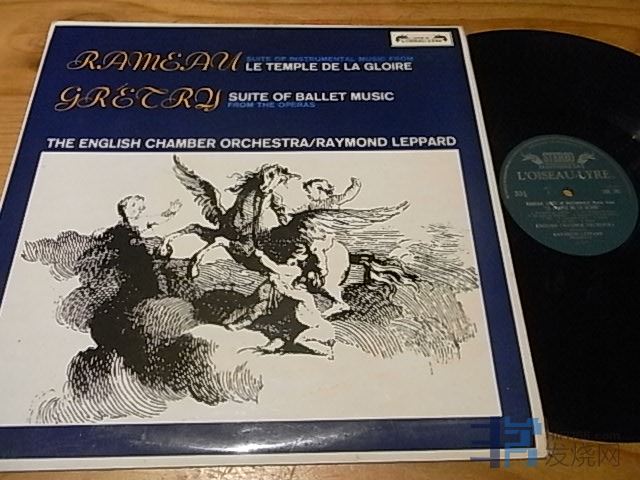 RAMEAU
SUITE OF INSTRUMENTAL MUSIC FROM
LE TEMPLE DE LA GLOIRE
GRETRY
SUITE OF BALLET MUSIC
FROM THE OPERAS
THE ENGLISH CHAMBER ORCHESTRA/RAYMOND LEPPARD
STEREO
L'OISEAU-LYRE
发烧网